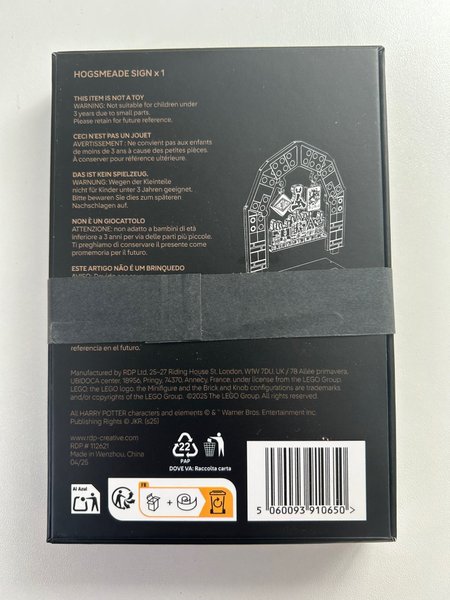 HOGSMEADE SIGN x 1
THIS ITEM IS NOT A TOY
WARNING: Not suitable for children under
3 years due to small parts.
Please retain for future reference.
CECI N'EST PAS UN JOUET
AVERTISSEMENT : Ne convient pas aux enfants
de moins de 3 ans à cause des petites pièces.
À conserver pour référence ultérieure.
DAS IST KEIN SPIELZEUG.
WARNUNG: Wegen der Kleinteile
nicht für Kinder unter 3 Jahren geeignet.
Bitte bewaren Sie dies zum späteren
Nachschlagen auf.
NON È UN GIOCATTOLO
ATTENZIONE: non adatto a bambini di età
inferiore a 3 anni per via delle parti più piccole.
Ti preghiamo di conservare il presente come
promemoria per il futuro.
ESTE ARTIGO NÃO É UM BRINQUEDO
referencia en el futuro.
Manufactured by RDP Ltd, 25-27 Riding House St, London, W1W 7DU, UK / 78 Allée primavera,
UBIDOCA center, 18956, Pringy, 74370, Annecy, France, under license from the LEGO Group.
LEGO, the LEGO logo, the Minifigure and the Brick and Knob configurations are trademarks
and/or copyrights of the LEGO Group. ©2025 The LEGO Group. All rights reserved.
All HARRY POTTER characters and elements © & ™ Warner Bros. Entertainment Inc.
Publishing Rights © JKR. (s25)
www.rdp-creative.com
RDP # 112621
Made in Wenzhou, China
04/25
22
PAP
DOVE VA: Raccolta carta
Al Azul
FR
5 060093 910650 >